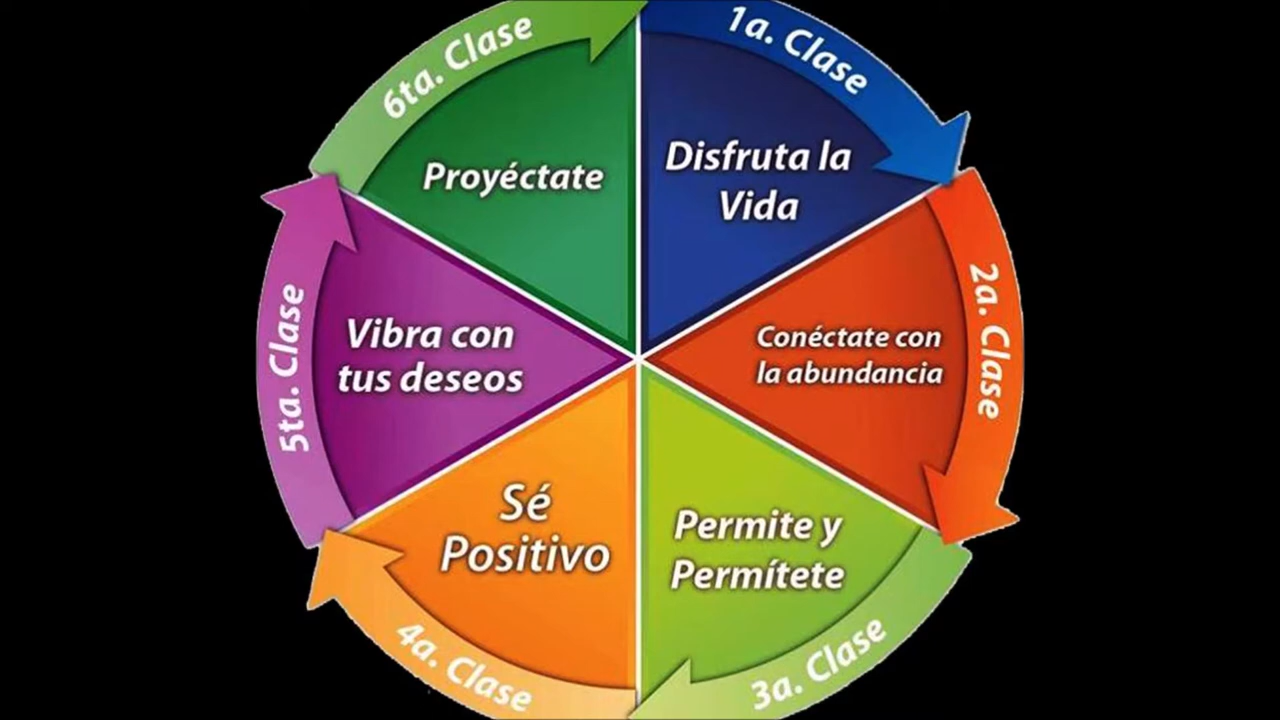 1a. Clase
Disfruta la
Vida
2a. Clase
Conéctate con
la abundancia
3a. Clase
Permite y
Permítete
4a. Clase
Sé
Positivo
5ta. Clase
Vibra con
tus deseos
6ta. Clase
Proyéctate